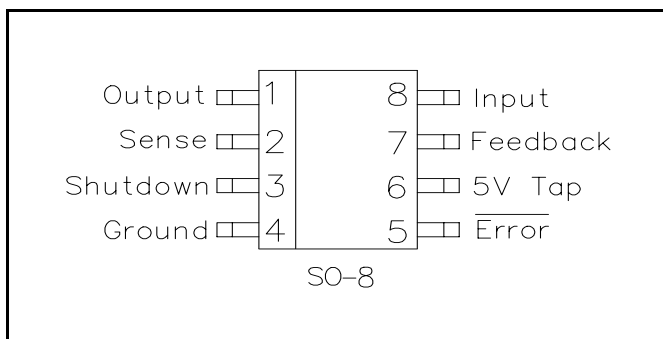 Output 1 8 Input
Sense 2 7 Feedback
Shutdown 3 6 5V Tap
Ground 4 5 Error
SO-8